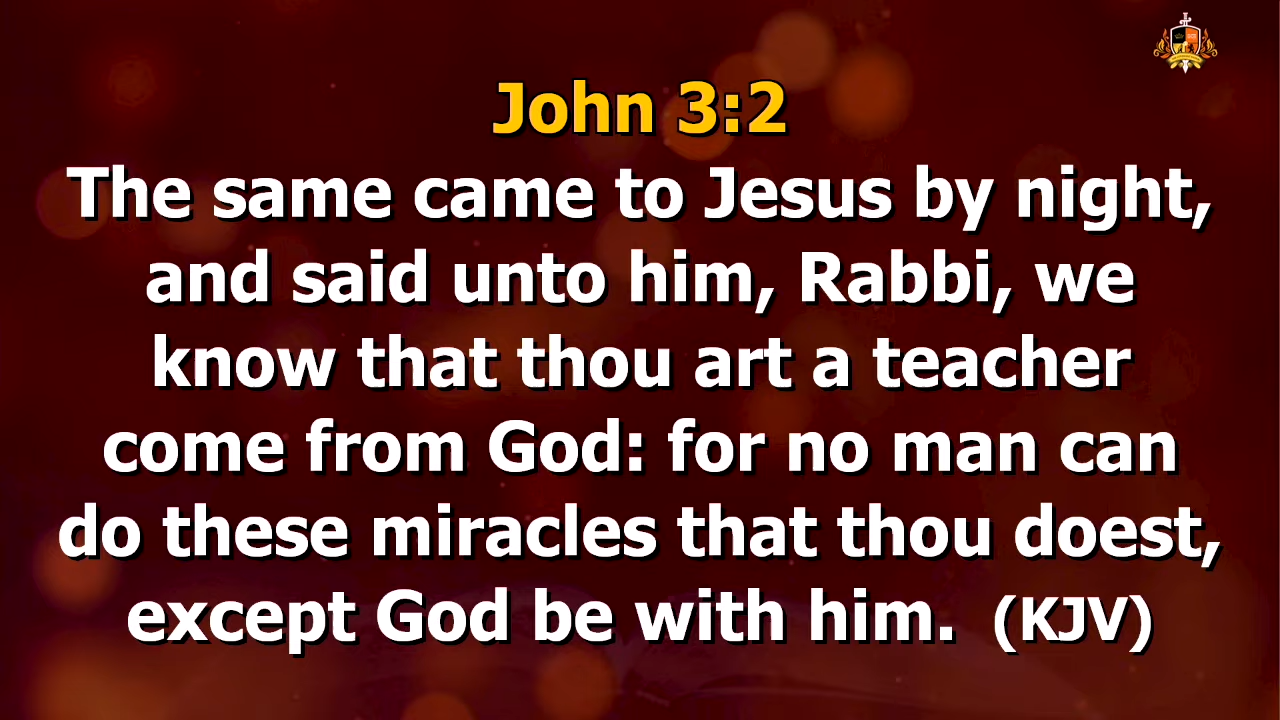 John 3:2
The same came to Jesus by night,
and said unto him, Rabbi, we
know that thou art a teacher
come from God: for no man can
do these miracles that thou doest,
except God be with him. (KJV)